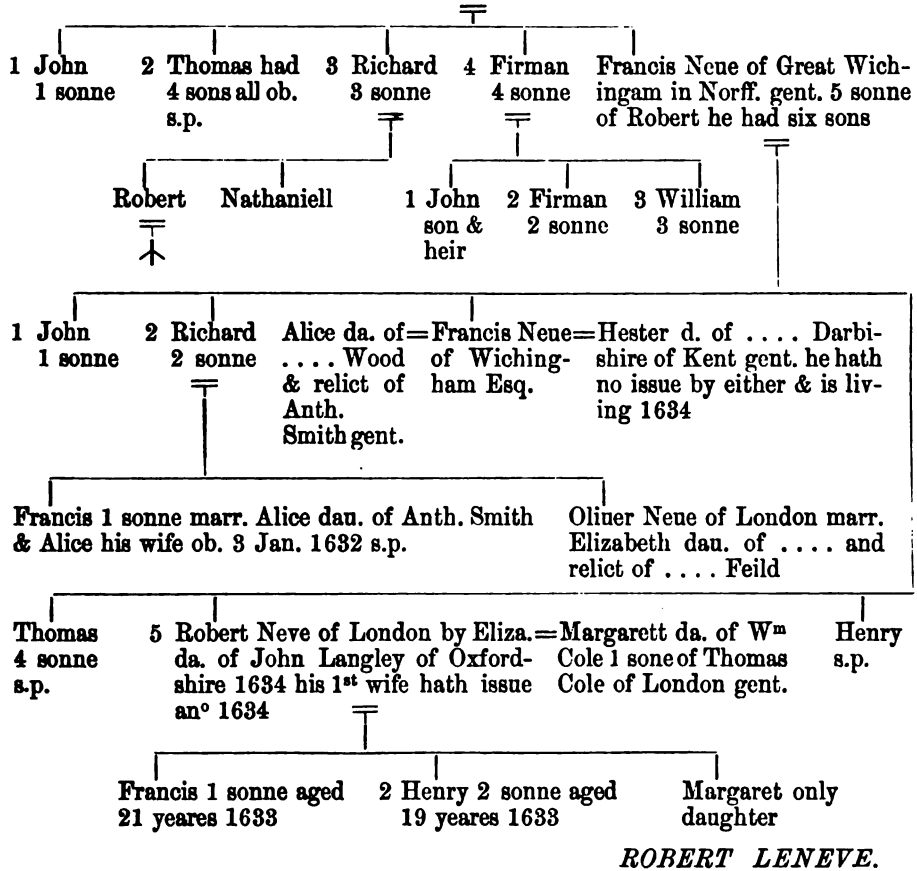 1 John
1 sonne
2 Thomas had
4 sons all ob.
s.p.
3 Richard
3 sonne
4 Firman
4 sonne
Francis Neue of Great Wich-
ingam in Norff. gent. 5 sonne
of Robert he had six sons
Robert
Nathaniell
1 John
son &
heir
2 Firman
2 sonne
3 William
3 sonne
1 John
1 sonne
2 Richard
2 sonne
Alice da. of=
.... Wood
& relict of
Anth.
Smith gent.
Francis Neue=
of Wiching-
ham Esq.
Hester d. of .... Darbi-
shire of Kent gent. he hath
no issue by either & is liv-
ing 1634
Francis 1 sonne marr. Alice dau. of Anth. Smith
& Alice his wife ob. 3 Jan. 1632 s.p.
Oliuer Neue of London marr.
Elizabeth dau. of .... and
relict of .... Feild
Thomas
4 sonne
s.p.
5 Robert Neve of London by Eliza.=
da. of John Langley of Oxford-
shire 1634 his 1st wife hath issue
ano 1634
Margarett da. of Wm
Cole 1 sone of Thomas
Cole of London gent.
Henry
s.p.
Francis 1 sonne aged
21 yeares 1633
2 Henry 2 sonne aged
19 yeares 1633
Margaret only
daughter
ROBERT LENEVE.